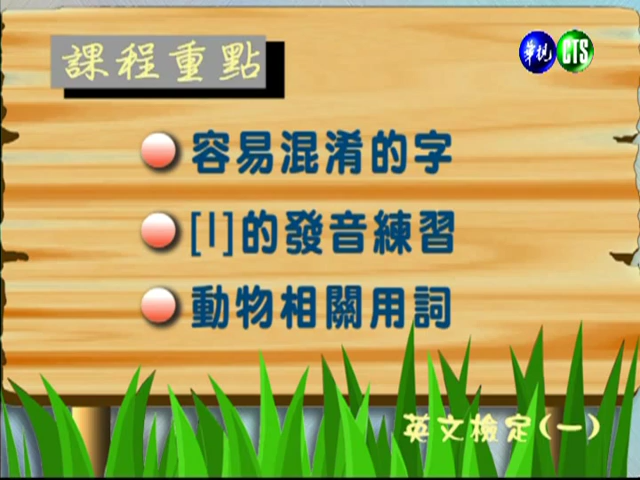 課程重點
華視 CTS
容易混淆的字
[l]的發音練習
動物相關用詞
英文檢定(一)